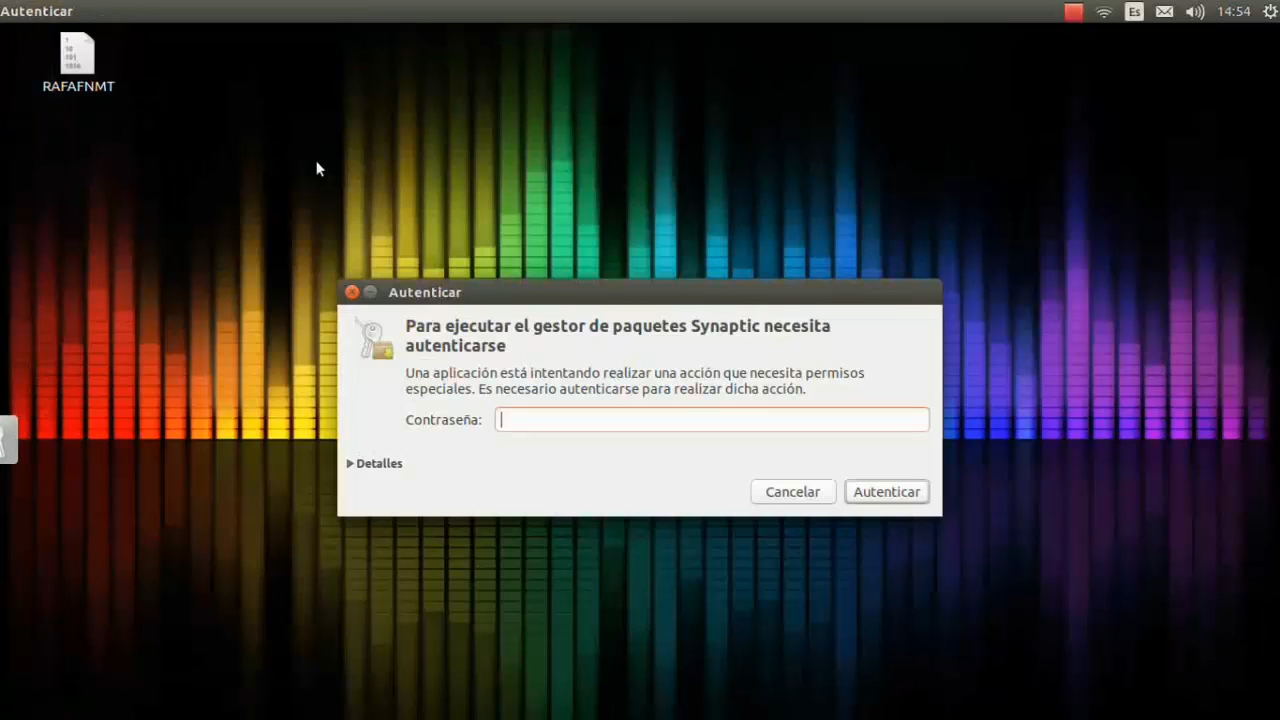 Autenticar
Es
14:54
RAFAFNMT
Autenticar
Para ejecutar el gestor de paquetes Synaptic necesita
autenticarse
Una aplicación está intentando realizar una acción que necesita permisos
especiales. Es necesario autenticarse para realizar dicha acción.
Contraseña:
Detalles
Cancelar
Autenticar